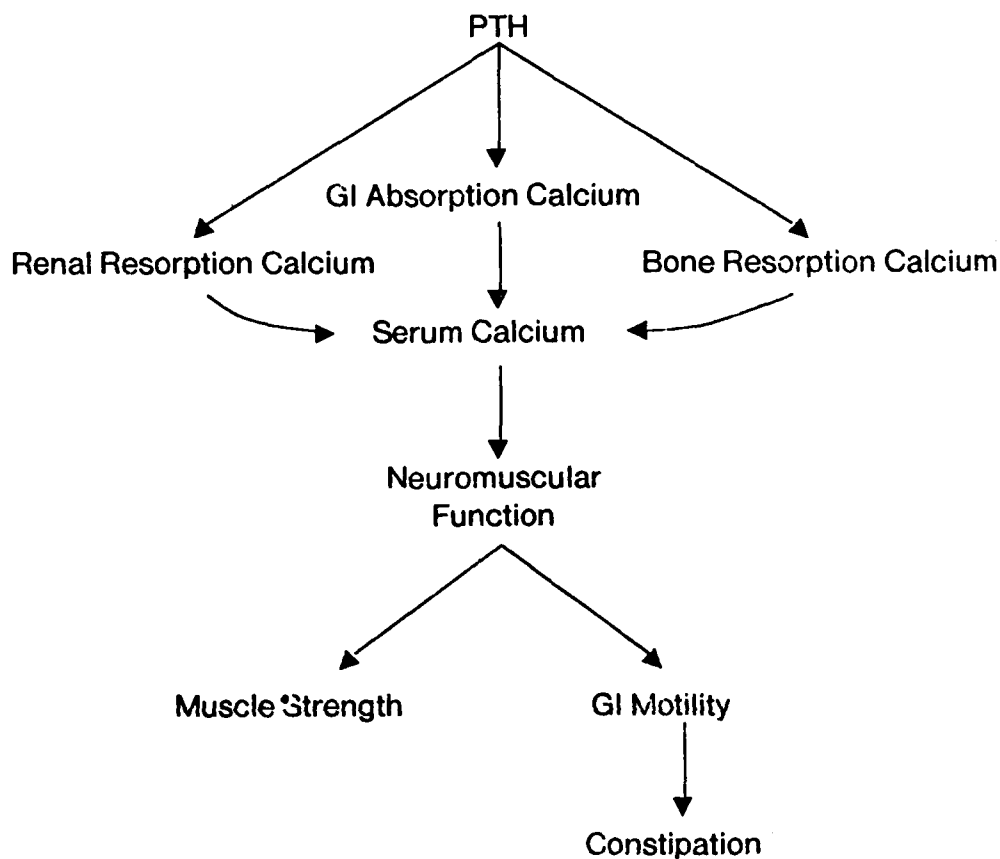 PTH
GI Absorption Calcium
Renal Resorption Calcium
Bone Resorption Calcium
Serum Calcium
Neuromuscular
Function
Muscle Strength
GI Motility
Constipation